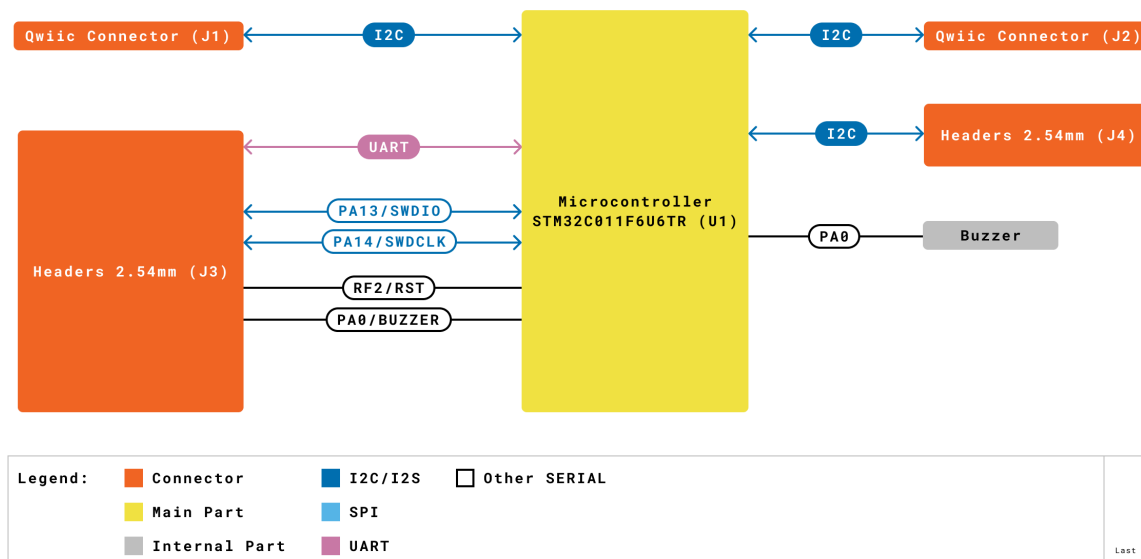 Qwiic Connector (J1)
I2C
I2C
Qwiic Connector (J2)
UART
I2C
Headers 2.54mm (J4)
Microcontroller
STM32C011F6U6TR (U1)
PA13/SWDIO
PA14/SWDCLK
PA0
Buzzer
Headers 2.54mm (J3)
RF2/RST
PA0/BUZZER
Legend:
Connector
I2C/I2S
Other SERIAL
Main Part
SPI
Internal Part
UART
Last